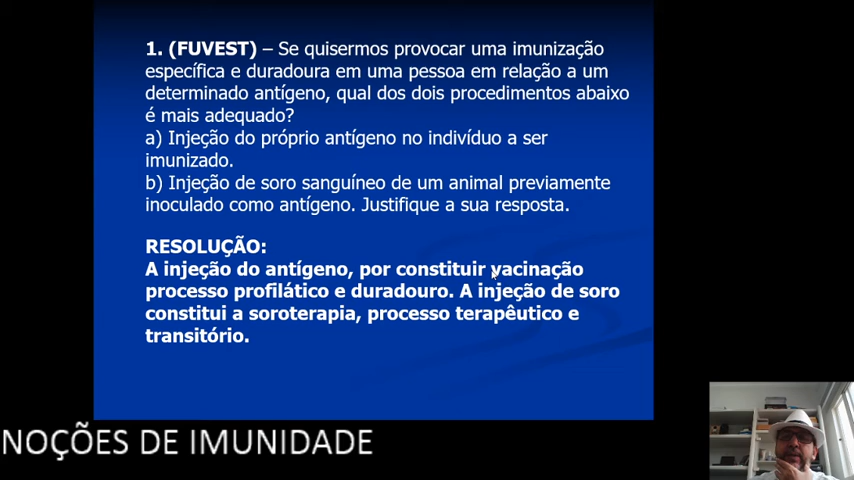 1. (FUVEST) – Se quisermos provocar uma imunização
específica e duradoura em uma pessoa em relação a um
determinado antígeno, qual dos dois procedimentos abaixo
é mais adequado?
a) Injeção do próprio antígeno no indivíduo a ser
imunizado.
b) Injeção de soro sanguíneo de um animal previamente
inoculado como antígeno. Justifique a sua resposta.
RESOLUÇÃO:
A injeção do antígeno, por constituir vacinação
processo profilático e duradouro. A injeção de soro
constitui a soroterapia, processo terapêutico e
transitório.
NOÇÕES DE IMUNIDADE